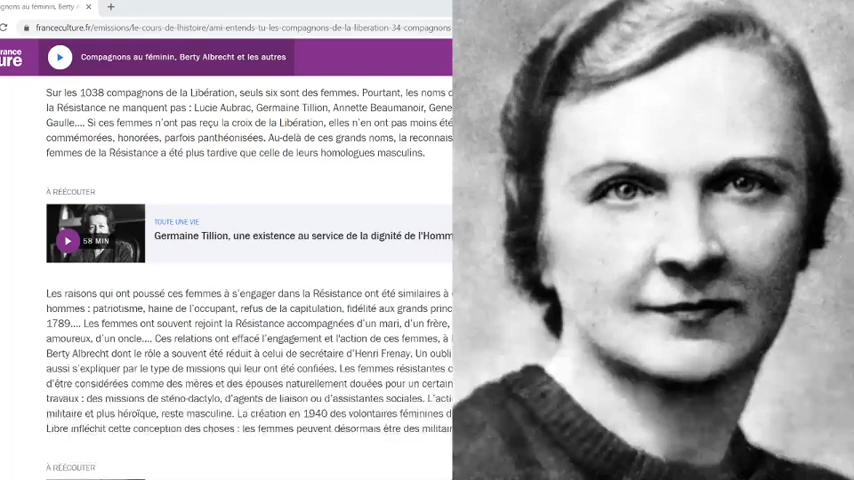 gnons au féminin, Berty A
franceculture.fr/emissions/le-cours-de-lhistoire/ami-entends-tu-les-compagnons-de-la-liberation-34-compagnons
rance
ure
Compagnons au féminin, Berty Albrecht et les autres
Sur les 1038 compagnons de la Libération, seuls six sont des femmes. Pourtant, les noms d
la Résistance ne manquent pas : Lucie Aubrac, Germaine Tillion, Annette Beaumanoir, Gene
Gaulle.... Si ces femmes n'ont pas reçu la croix de la Libération, elles n'en ont pas moins été
commémorées, honorées, parfois panthéonisées. Au-delà de ces grands noms, la reconnais
femmes de la Résistance a été plus tardive que celle de leurs homologues masculins.
À RÉÉCOUTER
58 MIN
TOUTE UNE VIE
Germaine Tillion, une existence au service de la dignité de l'Homm
Les raisons qui ont poussé ces femmes à s'engager dans la Résistance ont été similaires à
hommes : patriotisme, haine de l'occupant, refus de la capitulation, fidélité aux grands princ
1789.... Les femmes ont souvent rejoint la Résistance accompagnées d'un mari, d'un frère,
amoureux, d'un oncle.... Ces relations ont effacé l'engagement et l'action de ces femmes, à
Berty Albrecht dont le rôle a souvent été réduit à celui de secrétaire d'Henri Frenay. Un oubli
aussi s'expliquer par le type de missions qui leur ont été confiées. Les femmes résistantes c
d'être considérées comme des mères et des épouses naturellement douées pour un certain
travaux : des missions de sténo-dactylo, d'agents de liaison ou d'assistantes sociales. L'acti
militaire et plus héroïque, reste masculine. La création en 1940 des volontaires féminines d
Libre infléchit cette conception des choses : les femmes peuvent désormais être des militai
À RÉÉCOUTER